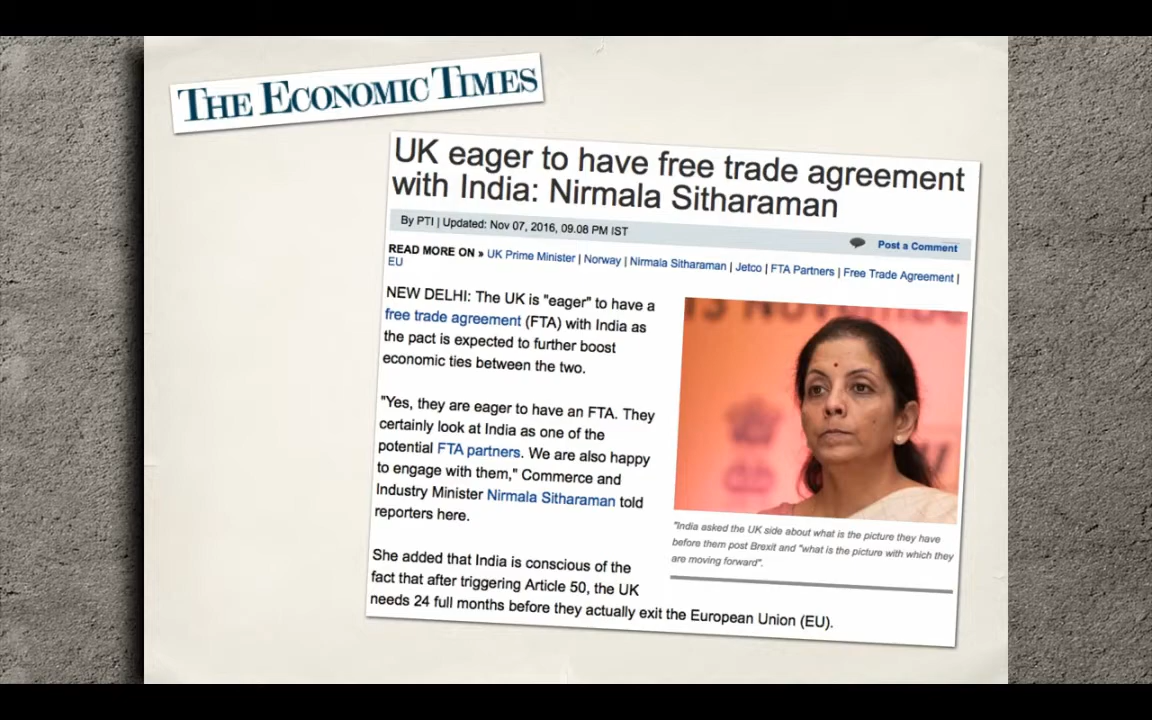 THE ECONOMIC TIMES
UK eager to have free trade agreement
with India: Nirmala Sitharaman
By PTI | Updated: Nov 07, 2016, 09.08 PM IST
Post a Comment
READ MORE ON » UK Prime Minister | Norway | Nirmala Sitharaman | Jetco | FTA Partners | Free Trade Agreement |
EU
NEW DELHI: The UK is "eager" to have a
free trade agreement (FTA) with India as
the pact is expected to further boost
economic ties between the two.
"Yes, they are eager to have an FTA. They
certainly look at India as one of the
potential FTA partners. We are also happy
to engage with them," Commerce and
Industry Minister Nirmala Sitharaman told
reporters here.
"India asked the UK side about what is the picture they have
before them post Brexit and "what is the picture with which they
are moving forward".
She added that India is conscious of the
fact that after triggering Article 50, the UK
needs 24 full months before they actually exit the European Union (EU).